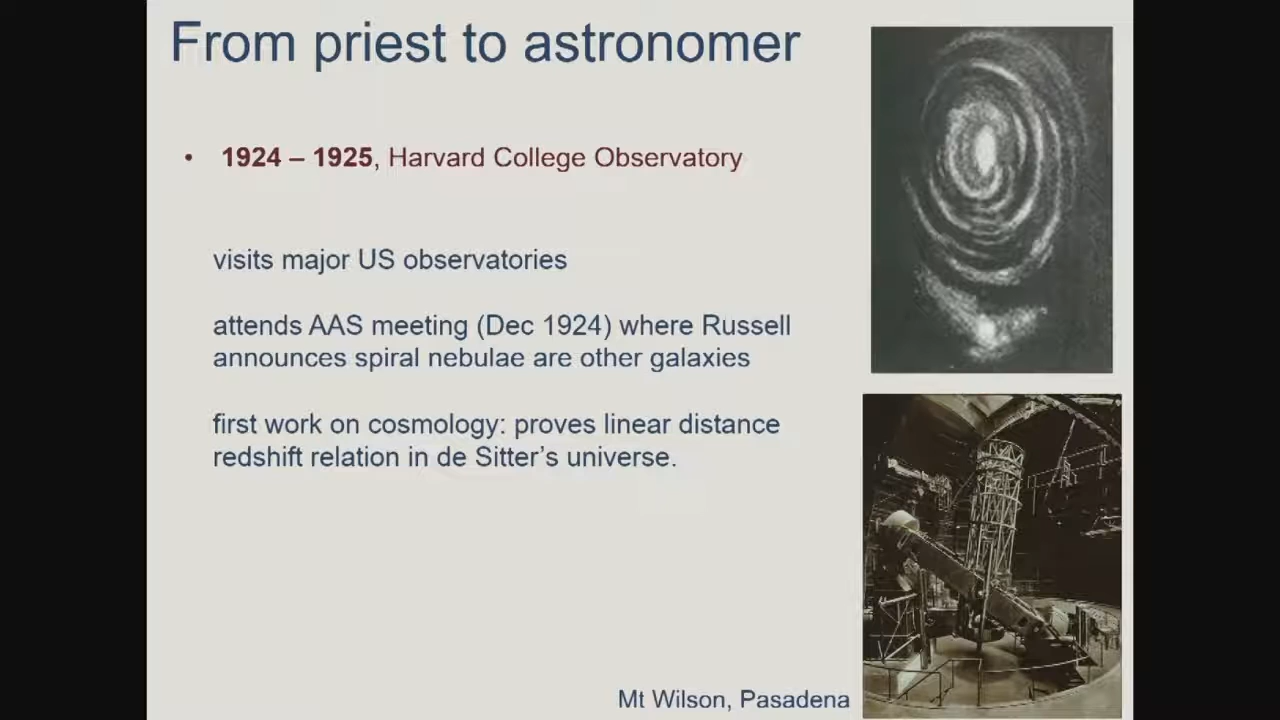 From priest to astronomer
• 1924 – 1925, Harvard College Observatory
visits major US observatories
attends AAS meeting (Dec 1924) where Russell
announces spiral nebulae are other galaxies
first work on cosmology: proves linear distance
redshift relation in de Sitter’s universe.
Mt Wilson, Pasadena